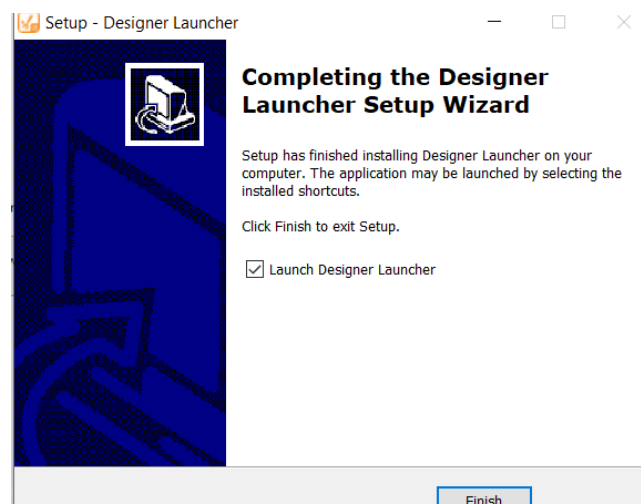 Setup - Designer Launcher
Completing the Designer
Launcher Setup Wizard
Setup has finished installing Designer Launcher on your
computer. The application may be launched by selecting the
installed shortcuts.
Click Finish to exit Setup.
Launch Designer Launcher
Finish